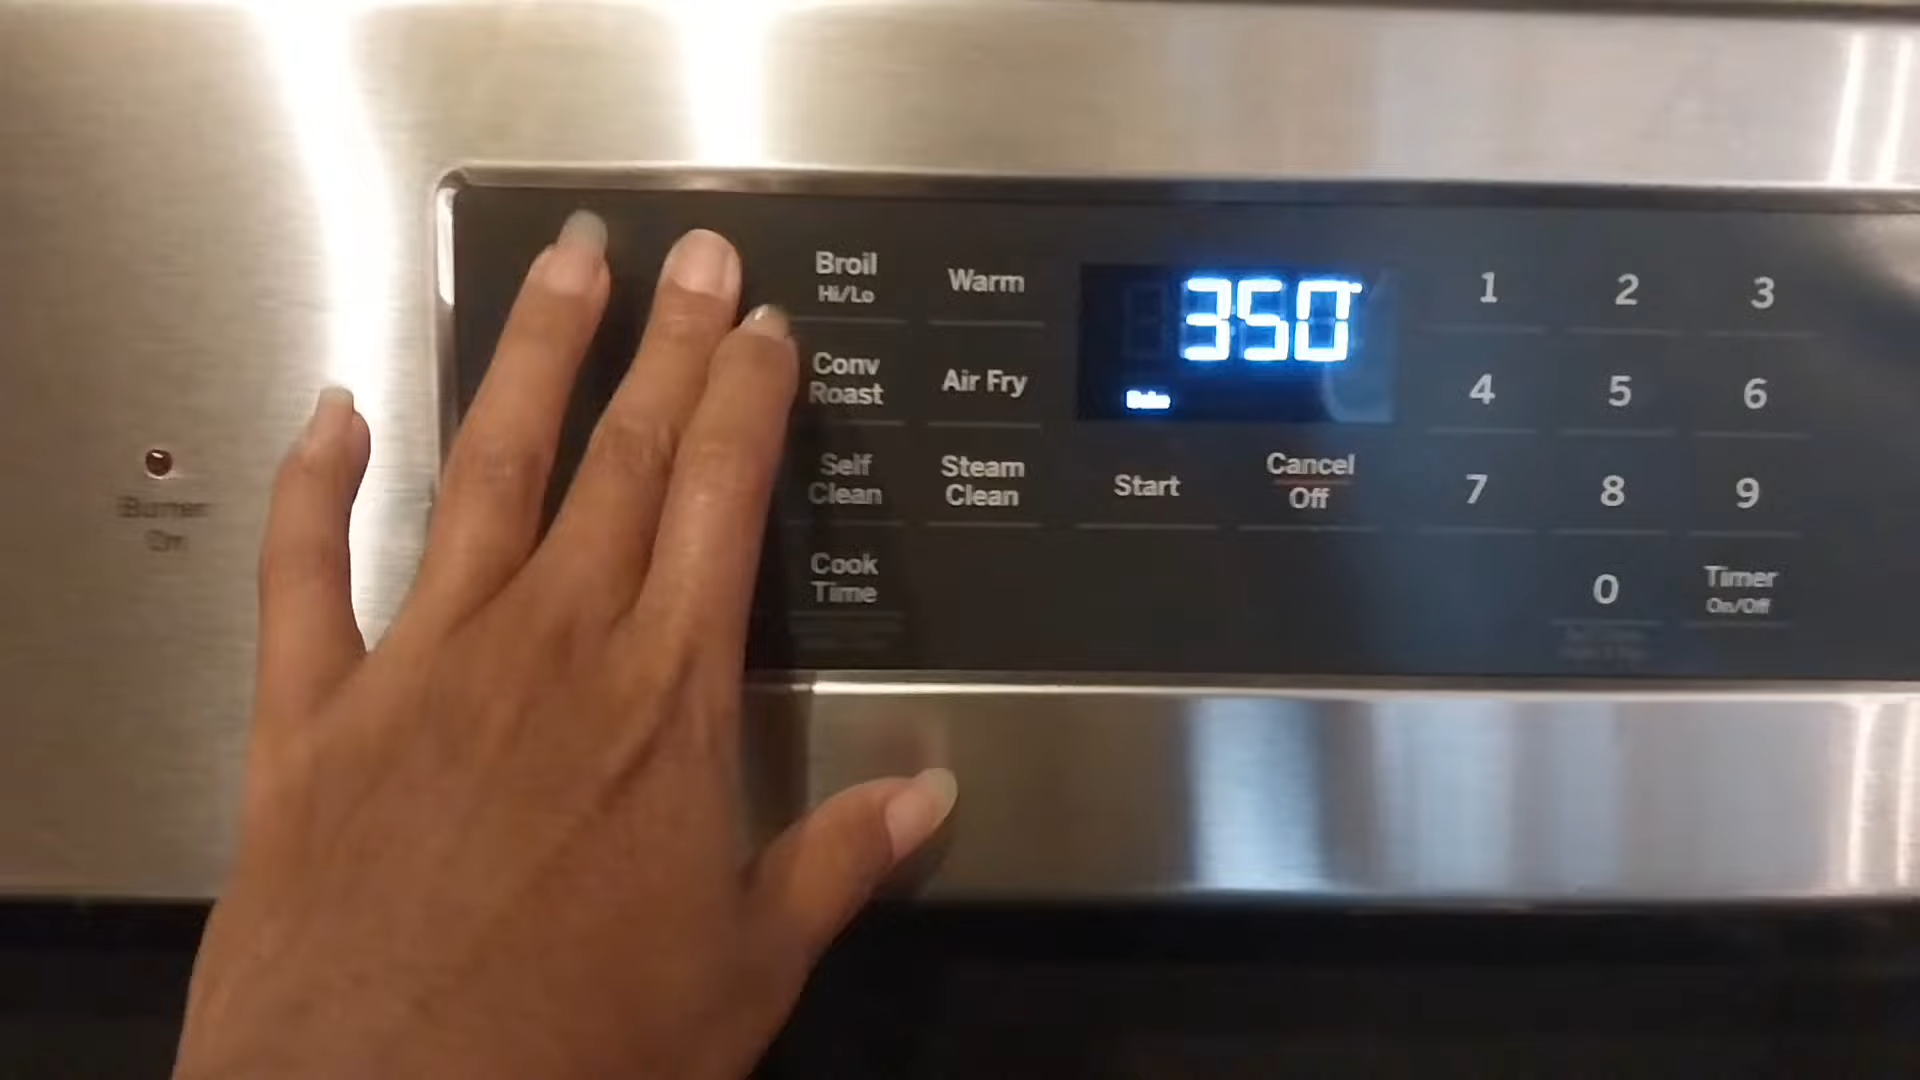 Broil
Hi/Lo
Warm
350°
1
2
3
Conv
Roast
Air Fry
Bake
4
5
6
Self
Clean
Steam
Clean
Start
Cancel
Off
7
8
9
Cook
Time
0
Timer
On/Off
Burner
On